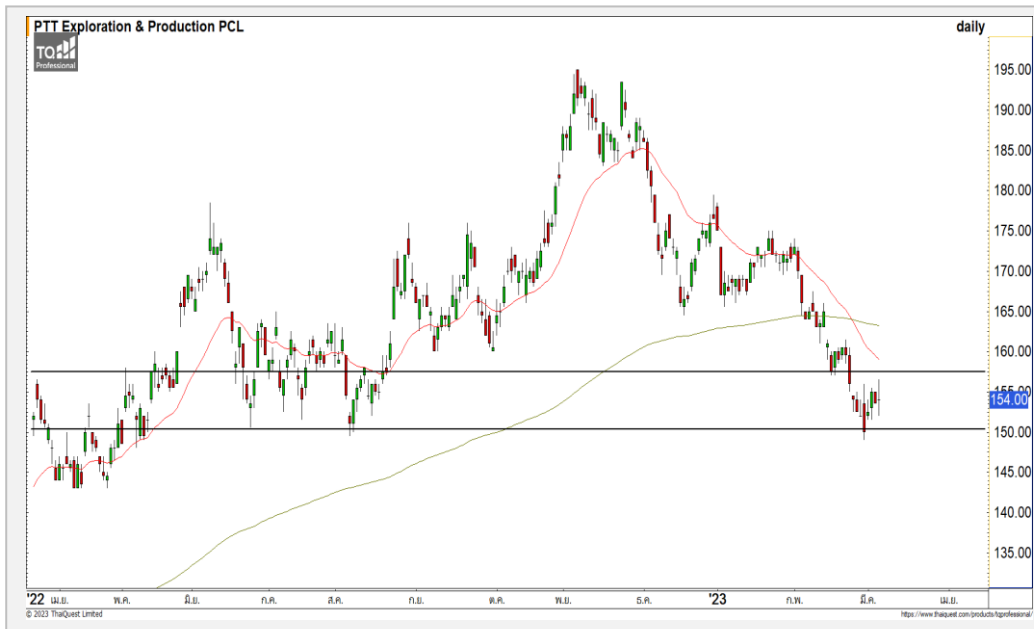 PTT Exploration & Production PCL
daily
TQ
Professional
195.00
190.00
185.00
180.00
175.00
170.00
165.00
160.00
155.00
154.00
150.00
145.00
140.00
135.00
'22 เม.ย. พ.ค. มิ.ย. ก.ค. ส.ค. ก.ย. ต.ค. พ.ย. ธ.ค. '23 ก.พ. มี.ค. เม.ย.
© 2023 ThaiQuest Limited
https://www.thaiquest.com/products/tqprofessional/